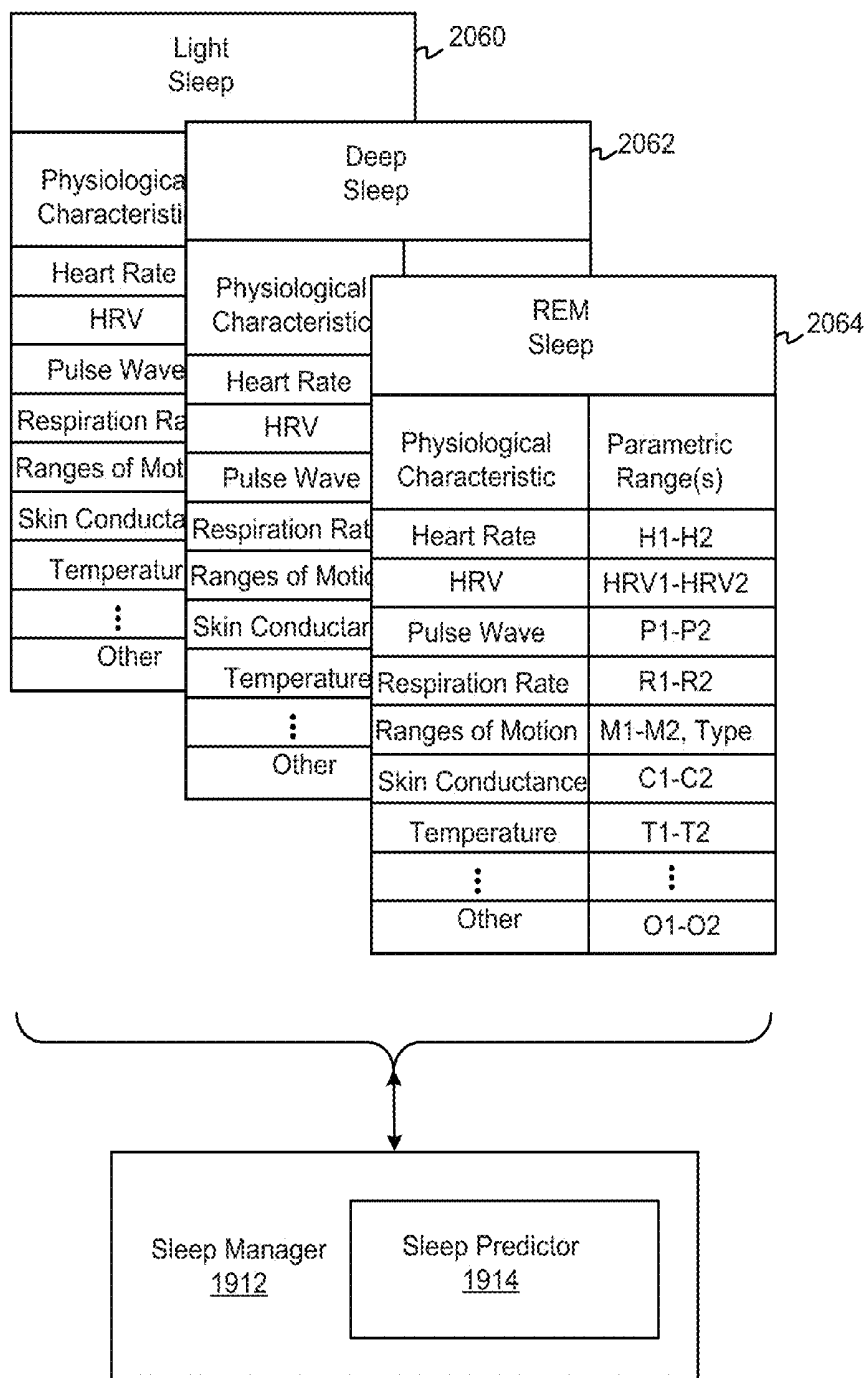 Light
Sleep
2060
Physiologica
Characteristi
Heart Rate
HRV
Pulse Wave
Respiration Ra
Ranges of Mot
Skin Conducta
Temperatur
Other
Deep
Sleep
2062
Physiological
Characteristic
Heart Rate
HRV
Pulse Wave
Respiration Rat
Ranges of Motio
Skin Conductan
Temperature
Other
REM
Sleep
2064
Physiological
Characteristic
Parametric
Range(s)
Heart Rate
H1-H2
HRV
HRV1-HRV2
Pulse Wave
P1-P2
Respiration Rate
R1-R2
Ranges of Motion
M1-M2, Type
Skin Conductance
C1-C2
Temperature
T1-T2
Other
O1-O2
Sleep Manager
1912
Sleep Predictor
1914